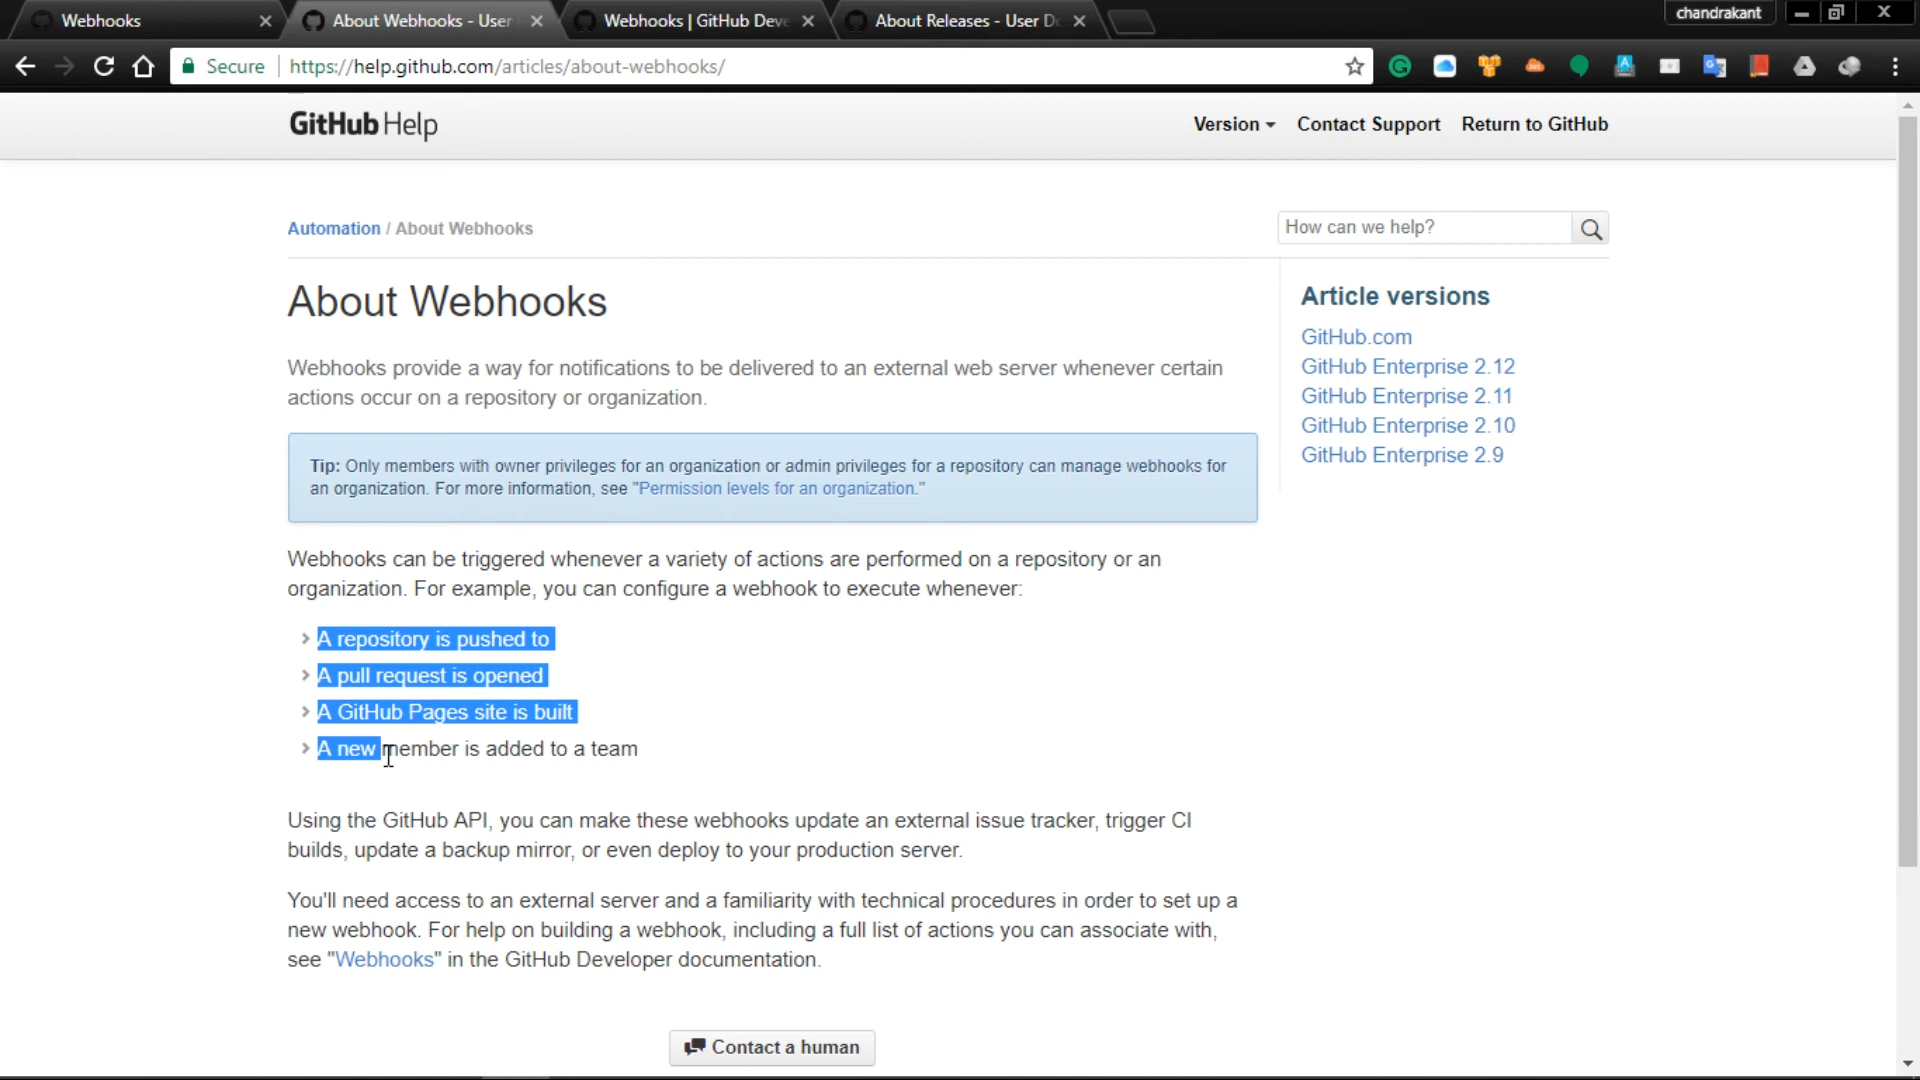 Webhooks
About Webhooks - User
Webhooks | GitHub Deve
About Releases - User Do
chandrakant
Secure
https://help.github.com/articles/about-webhooks/
GitHub Help
Version
Contact Support
Return to GitHub
Automation / About Webhooks
How can we help?
About Webhooks
Webhooks provide a way for notifications to be delivered to an external web server whenever certain
actions occur on a repository or organization.
Tip: Only members with owner privileges for an organization or admin privileges for a repository can manage webhooks for
an organization. For more information, see "Permission levels for an organization."
Webhooks can be triggered whenever a variety of actions are performed on a repository or an
organization. For example, you can configure a webhook to execute whenever:
A repository is pushed to
A pull request is opened
A GitHub Pages site is built
A new member is added to a team
Using the GitHub API, you can make these webhooks update an external issue tracker, trigger CI
builds, update a backup mirror, or even deploy to your production server.
You'll need access to an external server and a familiarity with technical procedures in order to set up a
new webhook. For help on building a webhook, including a full list of actions you can associate with,
see "Webhooks" in the GitHub Developer documentation.
Contact a human
Article versions
GitHub.com
GitHub Enterprise 2.12
GitHub Enterprise 2.11
GitHub Enterprise 2.10
GitHub Enterprise 2.9